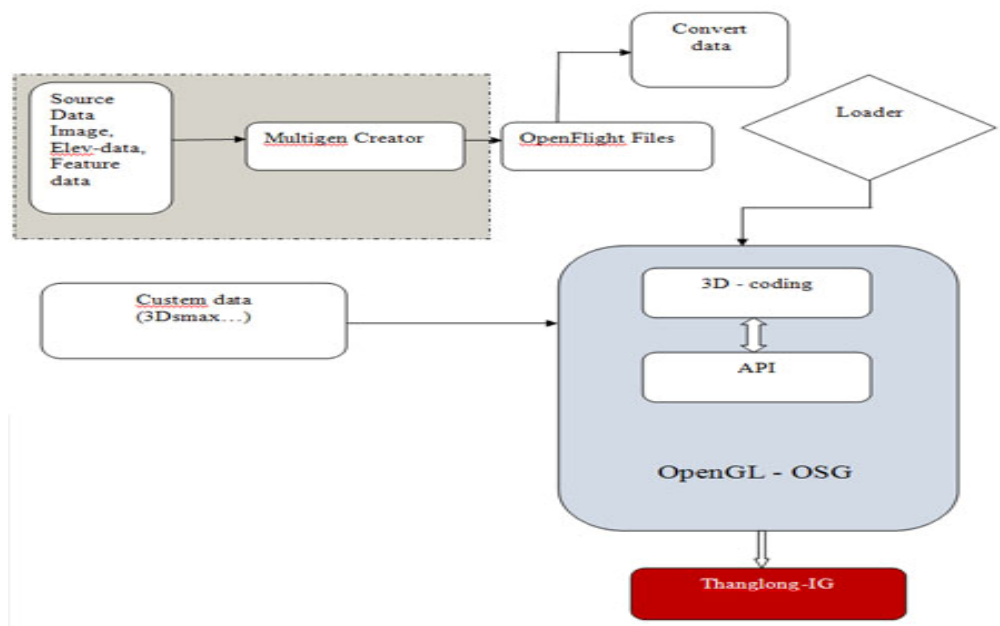 Convert
data
Source
Data
Image,
Elev-data,
Feature
data
Multigen Creator
OpenFlight Files
Loader
Custem data
(3Dsmax...)
3D - coding
API
OpenGL - OSG
Thanglong-IG